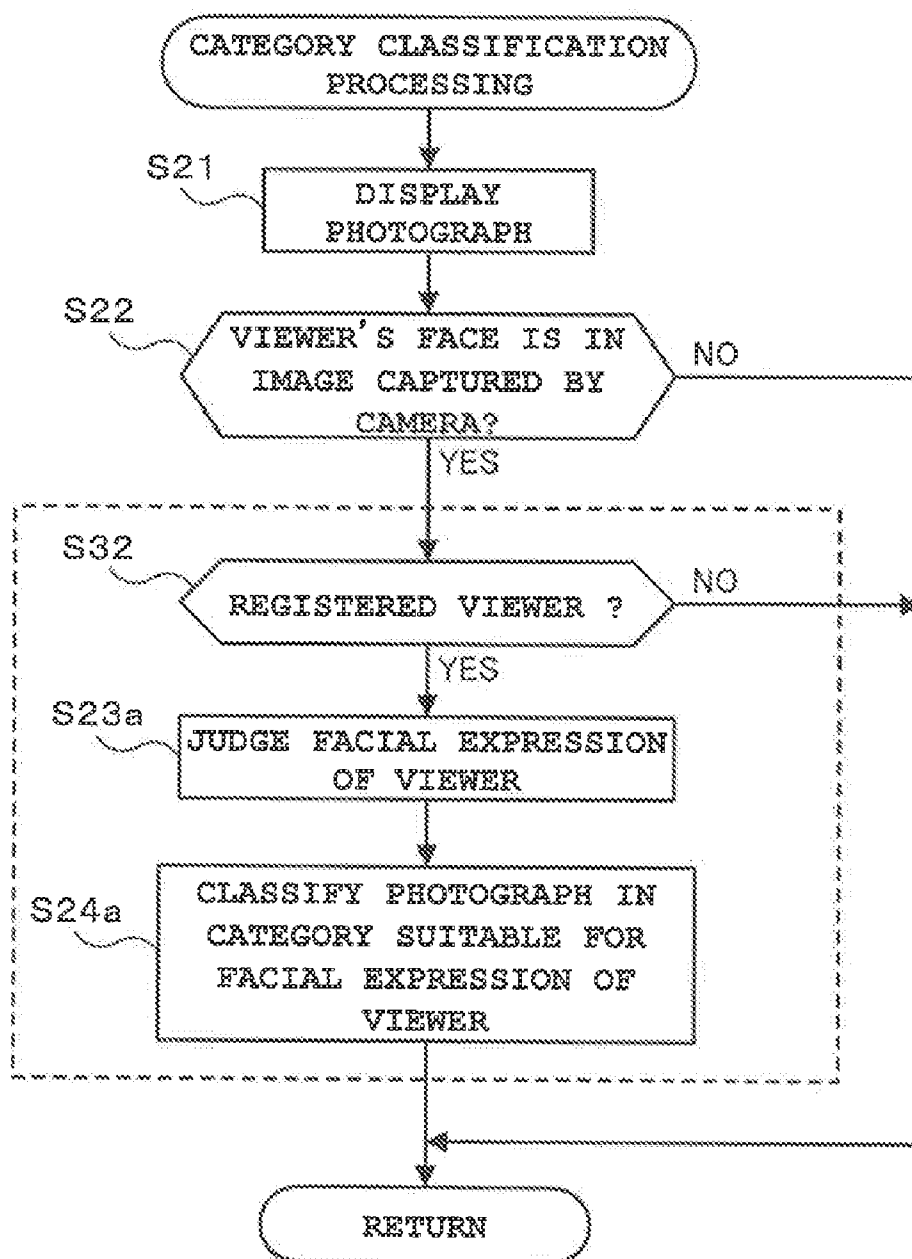 CATEGORY CLASSIFICATION
PROCESSING
S21
DISPLAY
PHOTOGRAPH
S22
VIEWER'S FACE IS IN
IMAGE CAPTURED BY
CAMERA?
NO
YES
S32
REGISTERED VIEWER ?
NO
YES
S23a
JUDGE FACIAL EXPRESSION
OF VIEWER
S24a
CLASSIFY PHOTOGRAPH IN
CATEGORY SUITABLE FOR
FACIAL EXPRESSION OF
VIEWER
RETURN